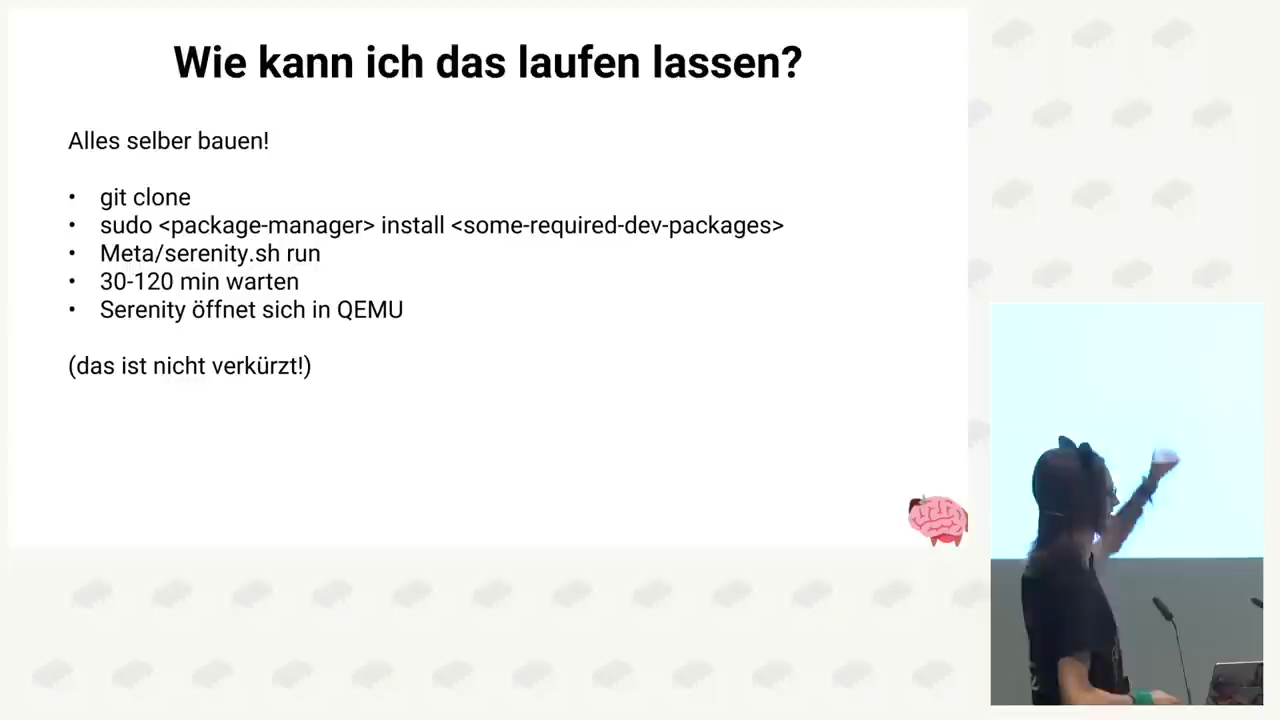 Wie kann ich das laufen lassen?
Alles selber bauen!
• git clone
• sudo <package-manager> install <some-required-dev-packages>
• Meta/serenity.sh run
• 30-120 min warten
• Serenity öffnet sich in QEMU
(das ist nicht verkürzt!)